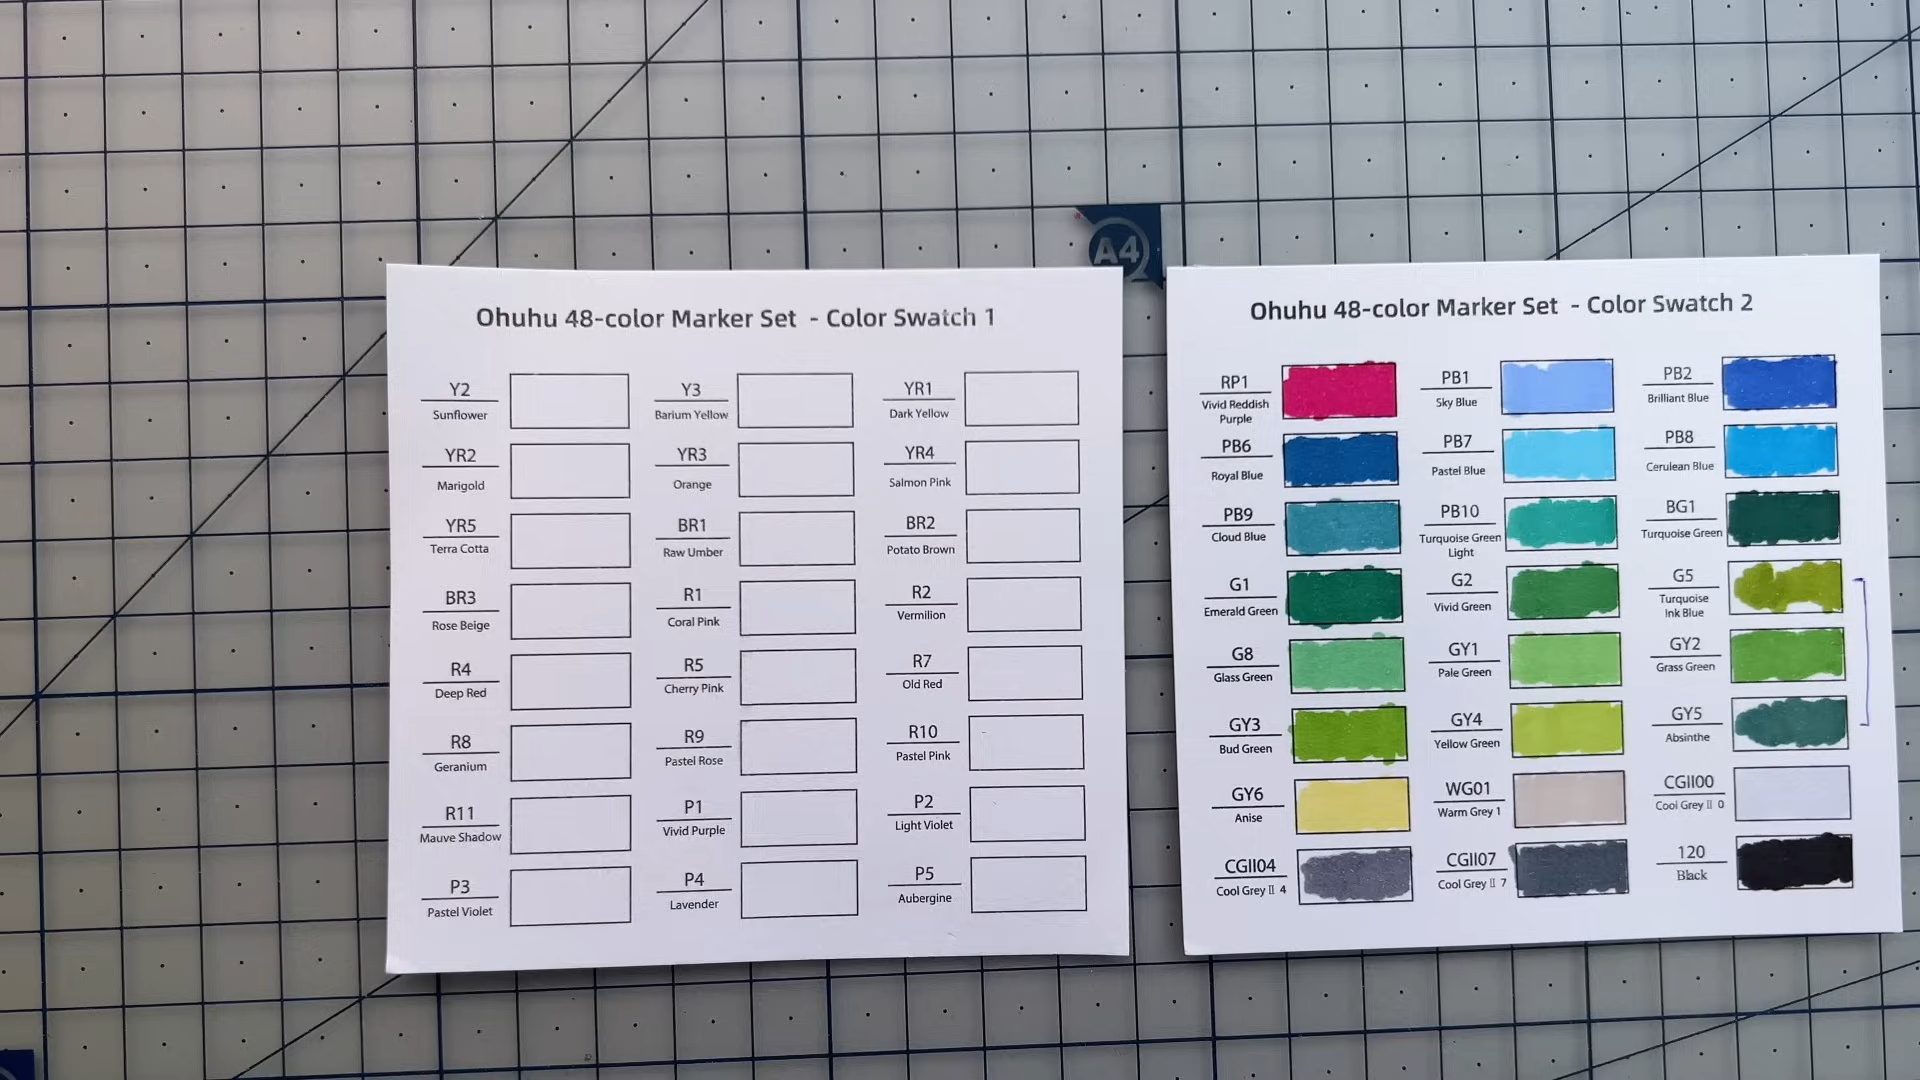 A4
Ohuhu 48-color Marker Set - Color Swatch 1
Y2
Sunflower
Y3
Barium Yellow
YR1
Dark Yellow
YR2
Marigold
YR3
Orange
YR4
Salmon Pink
YR5
Terra Cotta
BR1
Raw Umber
BR2
Potato Brown
BR3
Rose Beige
R1
Coral Pink
R2
Vermilion
R4
Deep Red
R5
Cherry Pink
R7
Old Red
R8
Geranium
R9
Pastel Rose
R10
Pastel Pink
R11
Mauve Shadow
P1
Vivid Purple
P2
Light Violet
P3
Pastel Violet
P4
Lavender
P5
Aubergine
Ohuhu 48-color Marker Set - Color Swatch 2
RP1
Vivid Reddish
Purple
PB1
Sky Blue
PB2
Brilliant Blue
PB6
Royal Blue
PB7
Pastel Blue
PB8
Cerulean Blue
PB9
Cloud Blue
PB10
Turquoise Green
Light
BG1
Turquoise Green
G1
Emerald Green
G2
Vivid Green
G5
Turquoise
Ink Blue
G8
Glass Green
GY1
Pale Green
GY2
Grass Green
GY3
Bud Green
GY4
Yellow Green
GY5
Absinthe
GY6
Anise
WG01
Warm Grey 1
CGII00
Cool Grey Ⅱ 0
CGII04
Cool Grey Ⅱ 4
CGII07
Cool Grey Ⅱ 7
120
Black